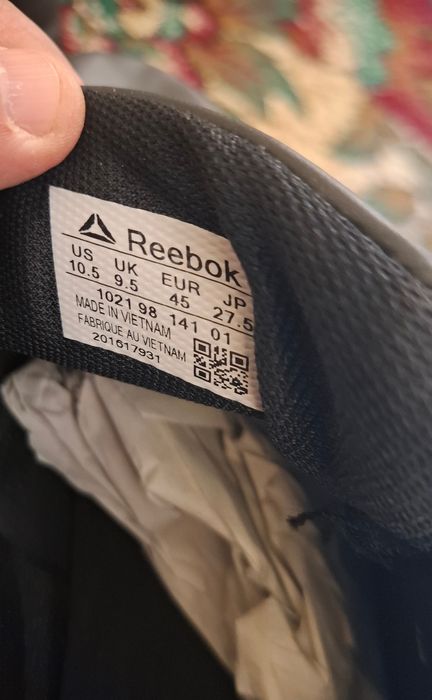 Reebok
US UK EUR JP
10.5 9.5 45 27.5
1021 98 141 01
MADE IN VIETNAM
FABRIQUE AU VIETNAM
201617931